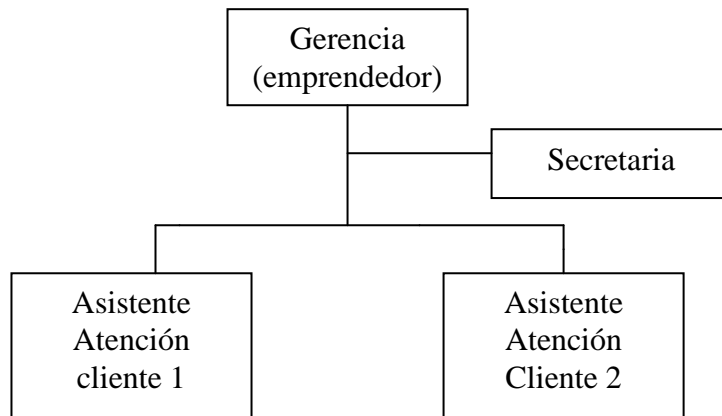 Gerencia
(emprendedor)
Secretaria
Asistente
Atención
cliente 1
Asistente
Atención
Cliente 2